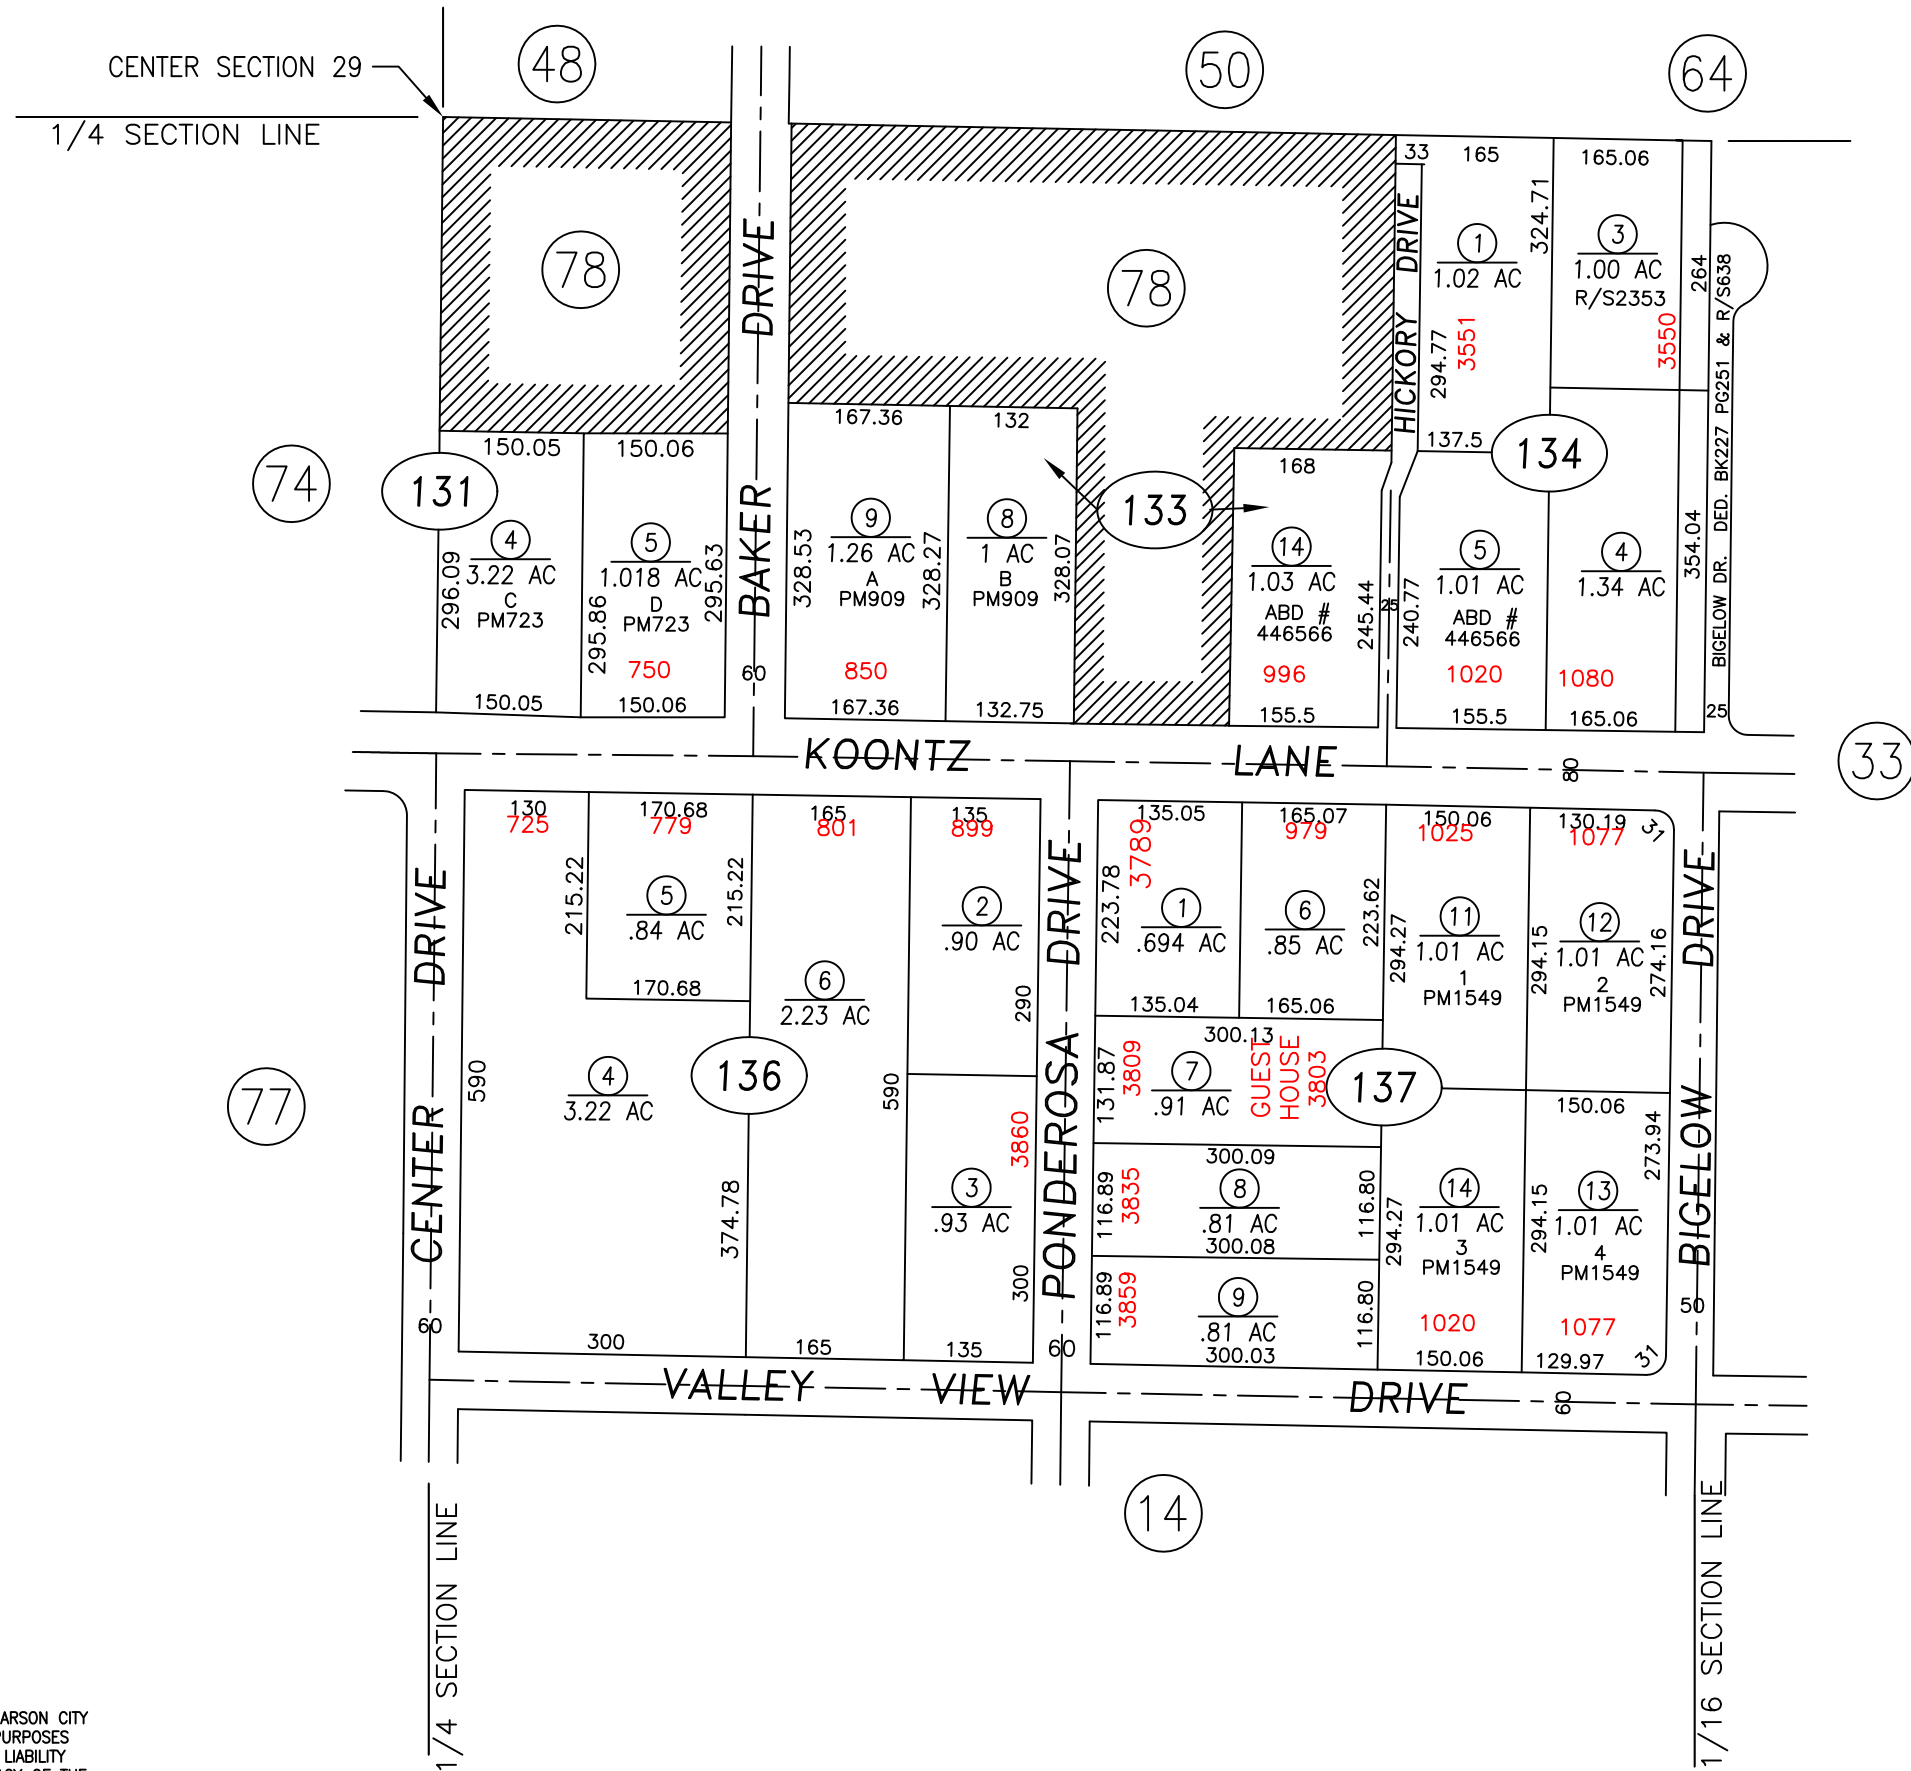 CENTER SECTION 29
48
50
64
1/4 SECTION LINE
33
165
165.06
324.71
1
1.02 AC
3
1.00 AC
R/S2353
264
3550
3551
294.77
HICKORY DRIVE
78
78
BAKER DRIVE
BIGELOW DR. DED. BK227 PG251 & R/S638
74
131
150.05
150.06
167.36
132
168
137.5
134
133
4
3.22 AC
C
PM723
296.09
5
1.018 AC
D
PM723
295.86
295.63
750
60
328.53
9
1.26 AC
A
PM909
850
328.27
8
1 AC
B
PM909
328.07
14
1.03 AC
ABD #
446566
996
245.44
25
240.77
5
1.01 AC
ABD #
446566
1020
4
1.34 AC
1080
354.04
25
150.05
150.06
167.36
132.75
155.5
155.5
165.06
KOONTZ LANE
80
33
130
725
170.68
779
165
801
135
899
135.05
3789
165.07
979
150.06
1025
130.19
1077
31
CENTER DRIVE
215.22
5
.84 AC
215.22
170.68
6
2.23 AC
2
.90 AC
290
PONDEROSA DRIVE
223.78
1
.694 AC
135.04
6
.85 AC
165.06
223.62
294.27
11
1.01 AC
1
PM1549
294.15
12
1.01 AC
2
PM1549
274.16
BIGELOW DRIVE
77
590
4
3.22 AC
136
374.78
590
3860
3
.93 AC
300
300.13
131.87
3809
7
.91 AC
GUEST
HOUSE
3803
137
300.09
116.89
3835
8
.81 AC
300.08
116.80
116.89
3859
9
.81 AC
300.03
116.80
294.27
14
1.01 AC
3
PM1549
1020
150.06
294.15
150.06
13
1.01 AC
4
PM1549
1077
129.97
273.94
31
50
60
300
165
135
60
VALLEY VIEW DRIVE
60
14
1/4 SECTION LINE
1/16 SECTION LINE
ARSON CITY
PURPOSES
LIABILITY
OF THE